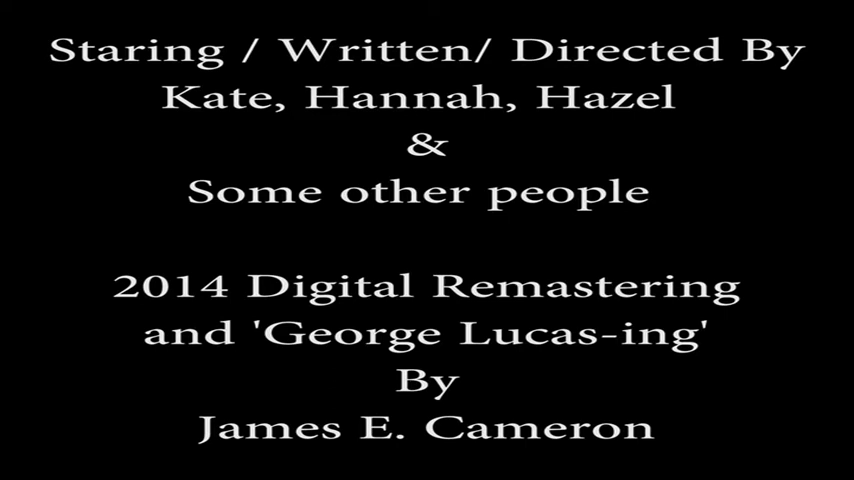 Staring / Written/ Directed By
Kate, Hannah, Hazel
&
Some other people
2014 Digital Remastering
and 'George Lucas-ing'
By
James E. Cameron